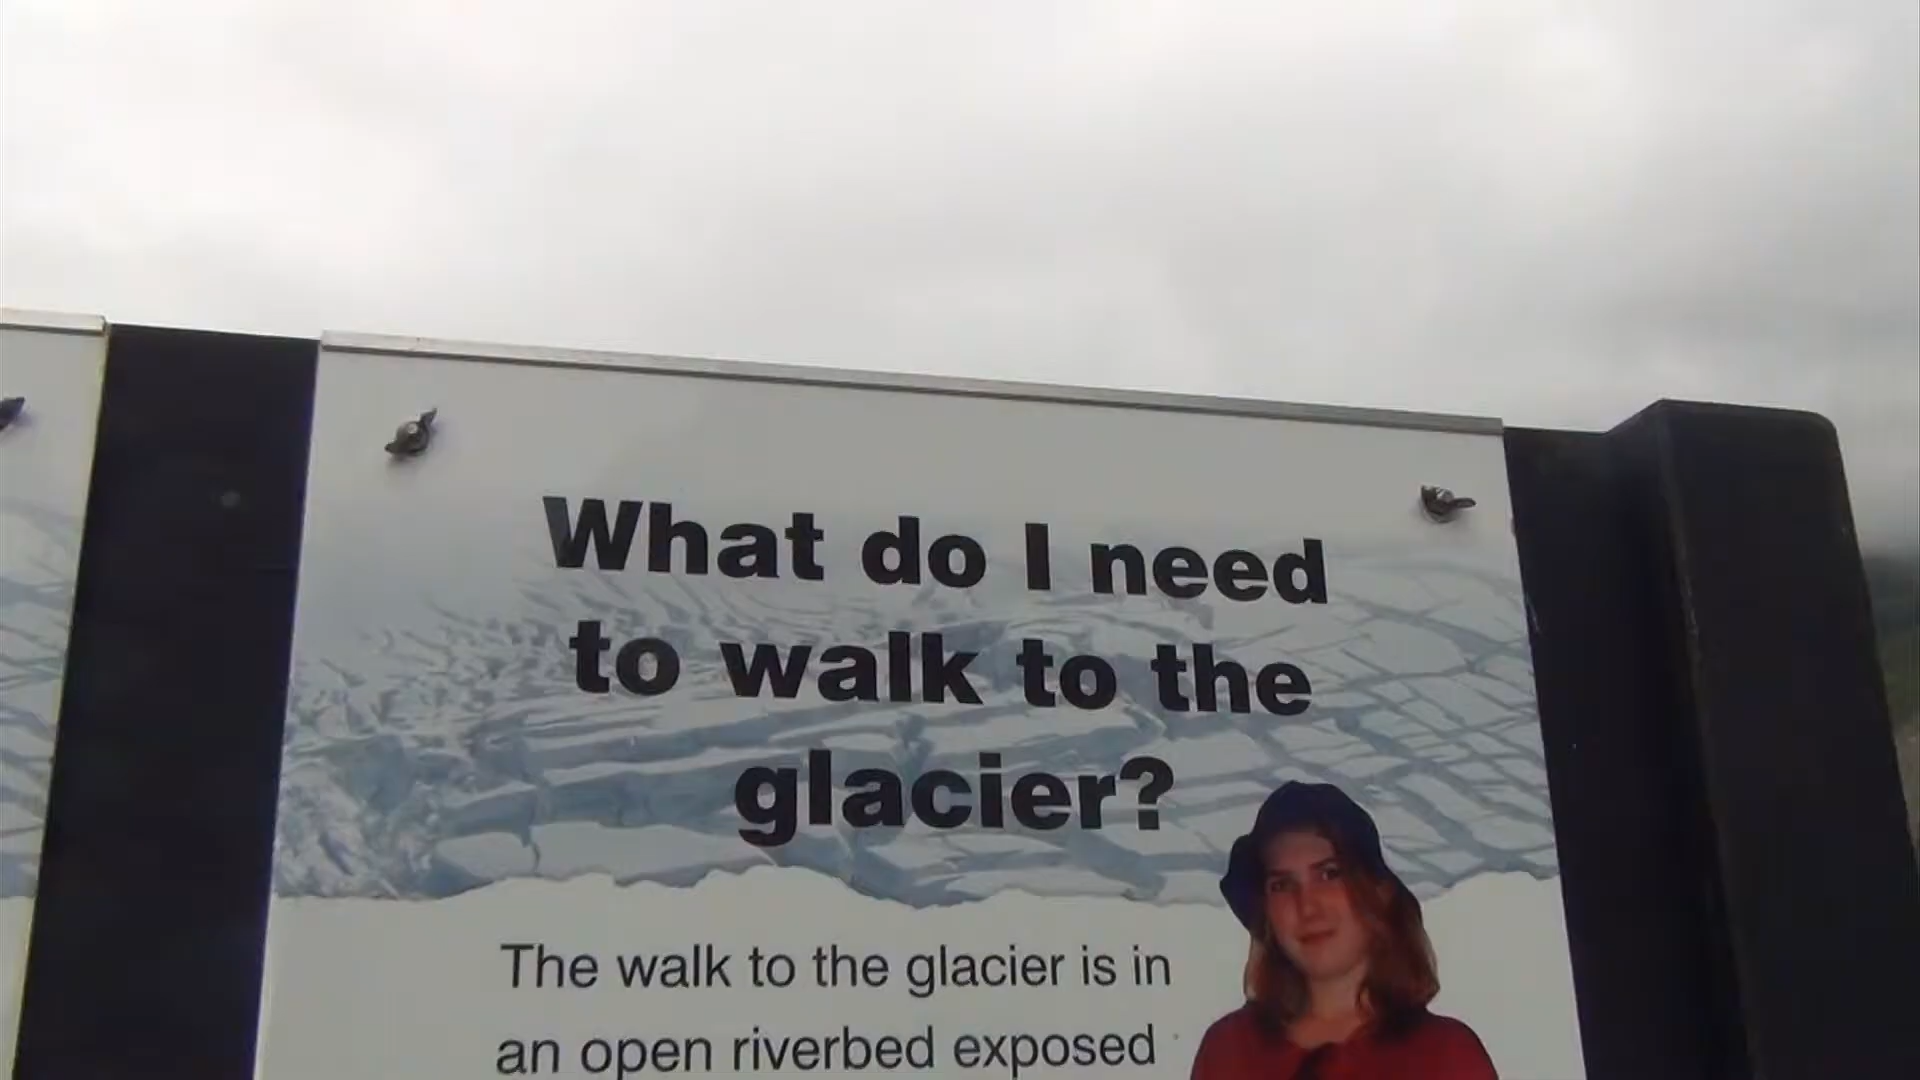 What do I need
to walk to the
glacier?
The walk to the glacier is in
an open riverbed exposed